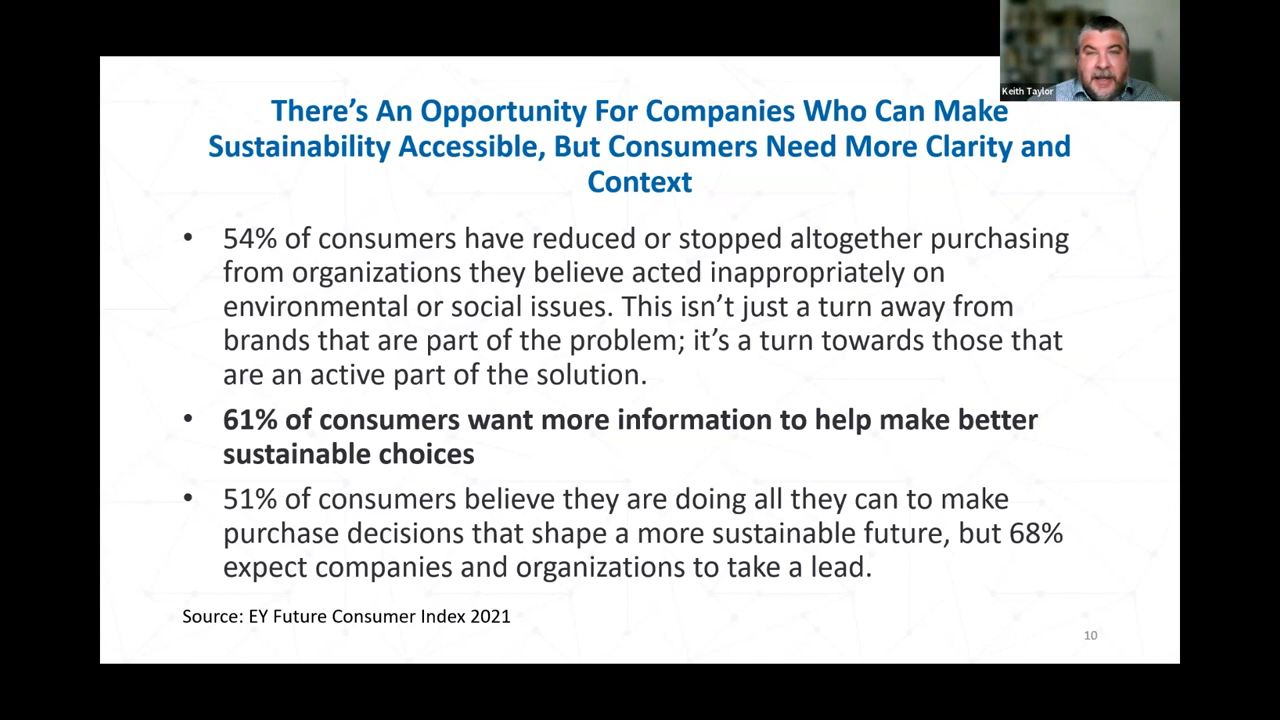 Keith Taylor
There’s An Opportunity For Companies Who Can Make
Sustainability Accessible, But Consumers Need More Clarity and
Context
• 54% of consumers have reduced or stopped altogether purchasing
from organizations they believe acted inappropriately on
environmental or social issues. This isn’t just a turn away from
brands that are part of the problem; it’s a turn towards those that
are an active part of the solution.
• 61% of consumers want more information to help make better
sustainable choices
• 51% of consumers believe they are doing all they can to make
purchase decisions that shape a more sustainable future, but 68%
expect companies and organizations to take a lead.
Source: EY Future Consumer Index 2021
10